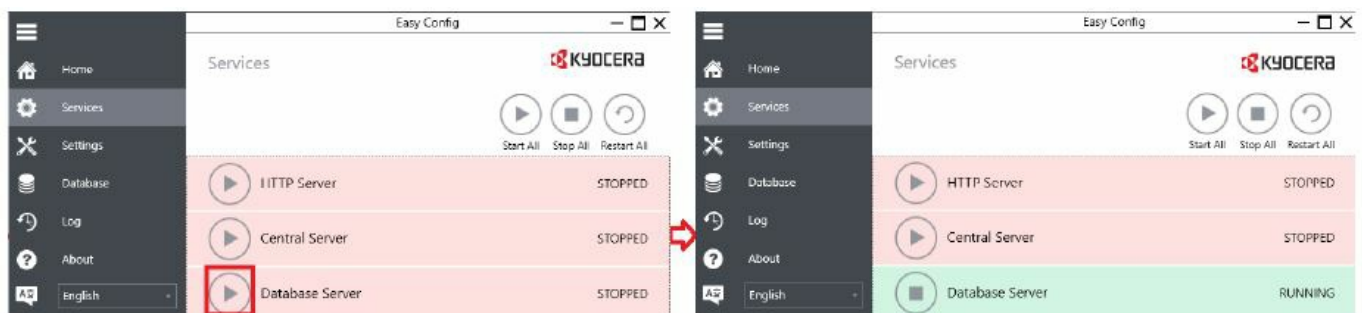 Easy Config
Home
Services
KYOCERA
Services
Settings
Start All Stop All Restart All
Database
HTTP Server STOPPED
Log
Central Server STOPPED
About
English
Database Server STOPPED
Easy Config
Home
Services
KYOCERA
Services
Settings
Start All Stop All Restart All
Database
HTTP Server STOPPED
Log
Central Server STOPPED
About
English
Database Server RUNNING